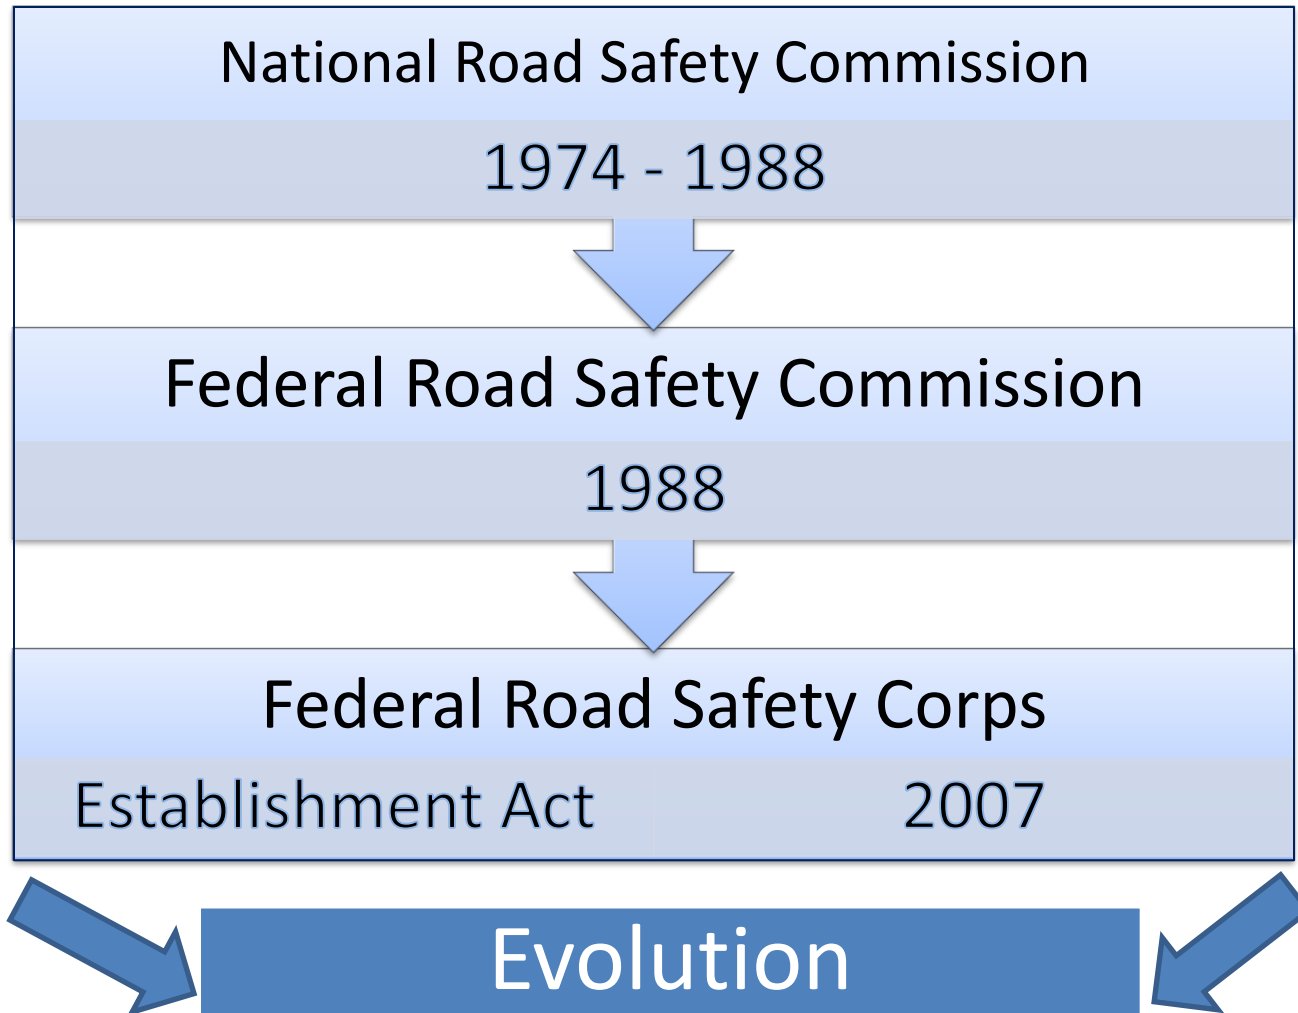 National Road Safety Commission
1974 - 1988
Federal Road Safety Commission
1988
Federal Road Safety Corps
Establishment Act 2007
Evolution